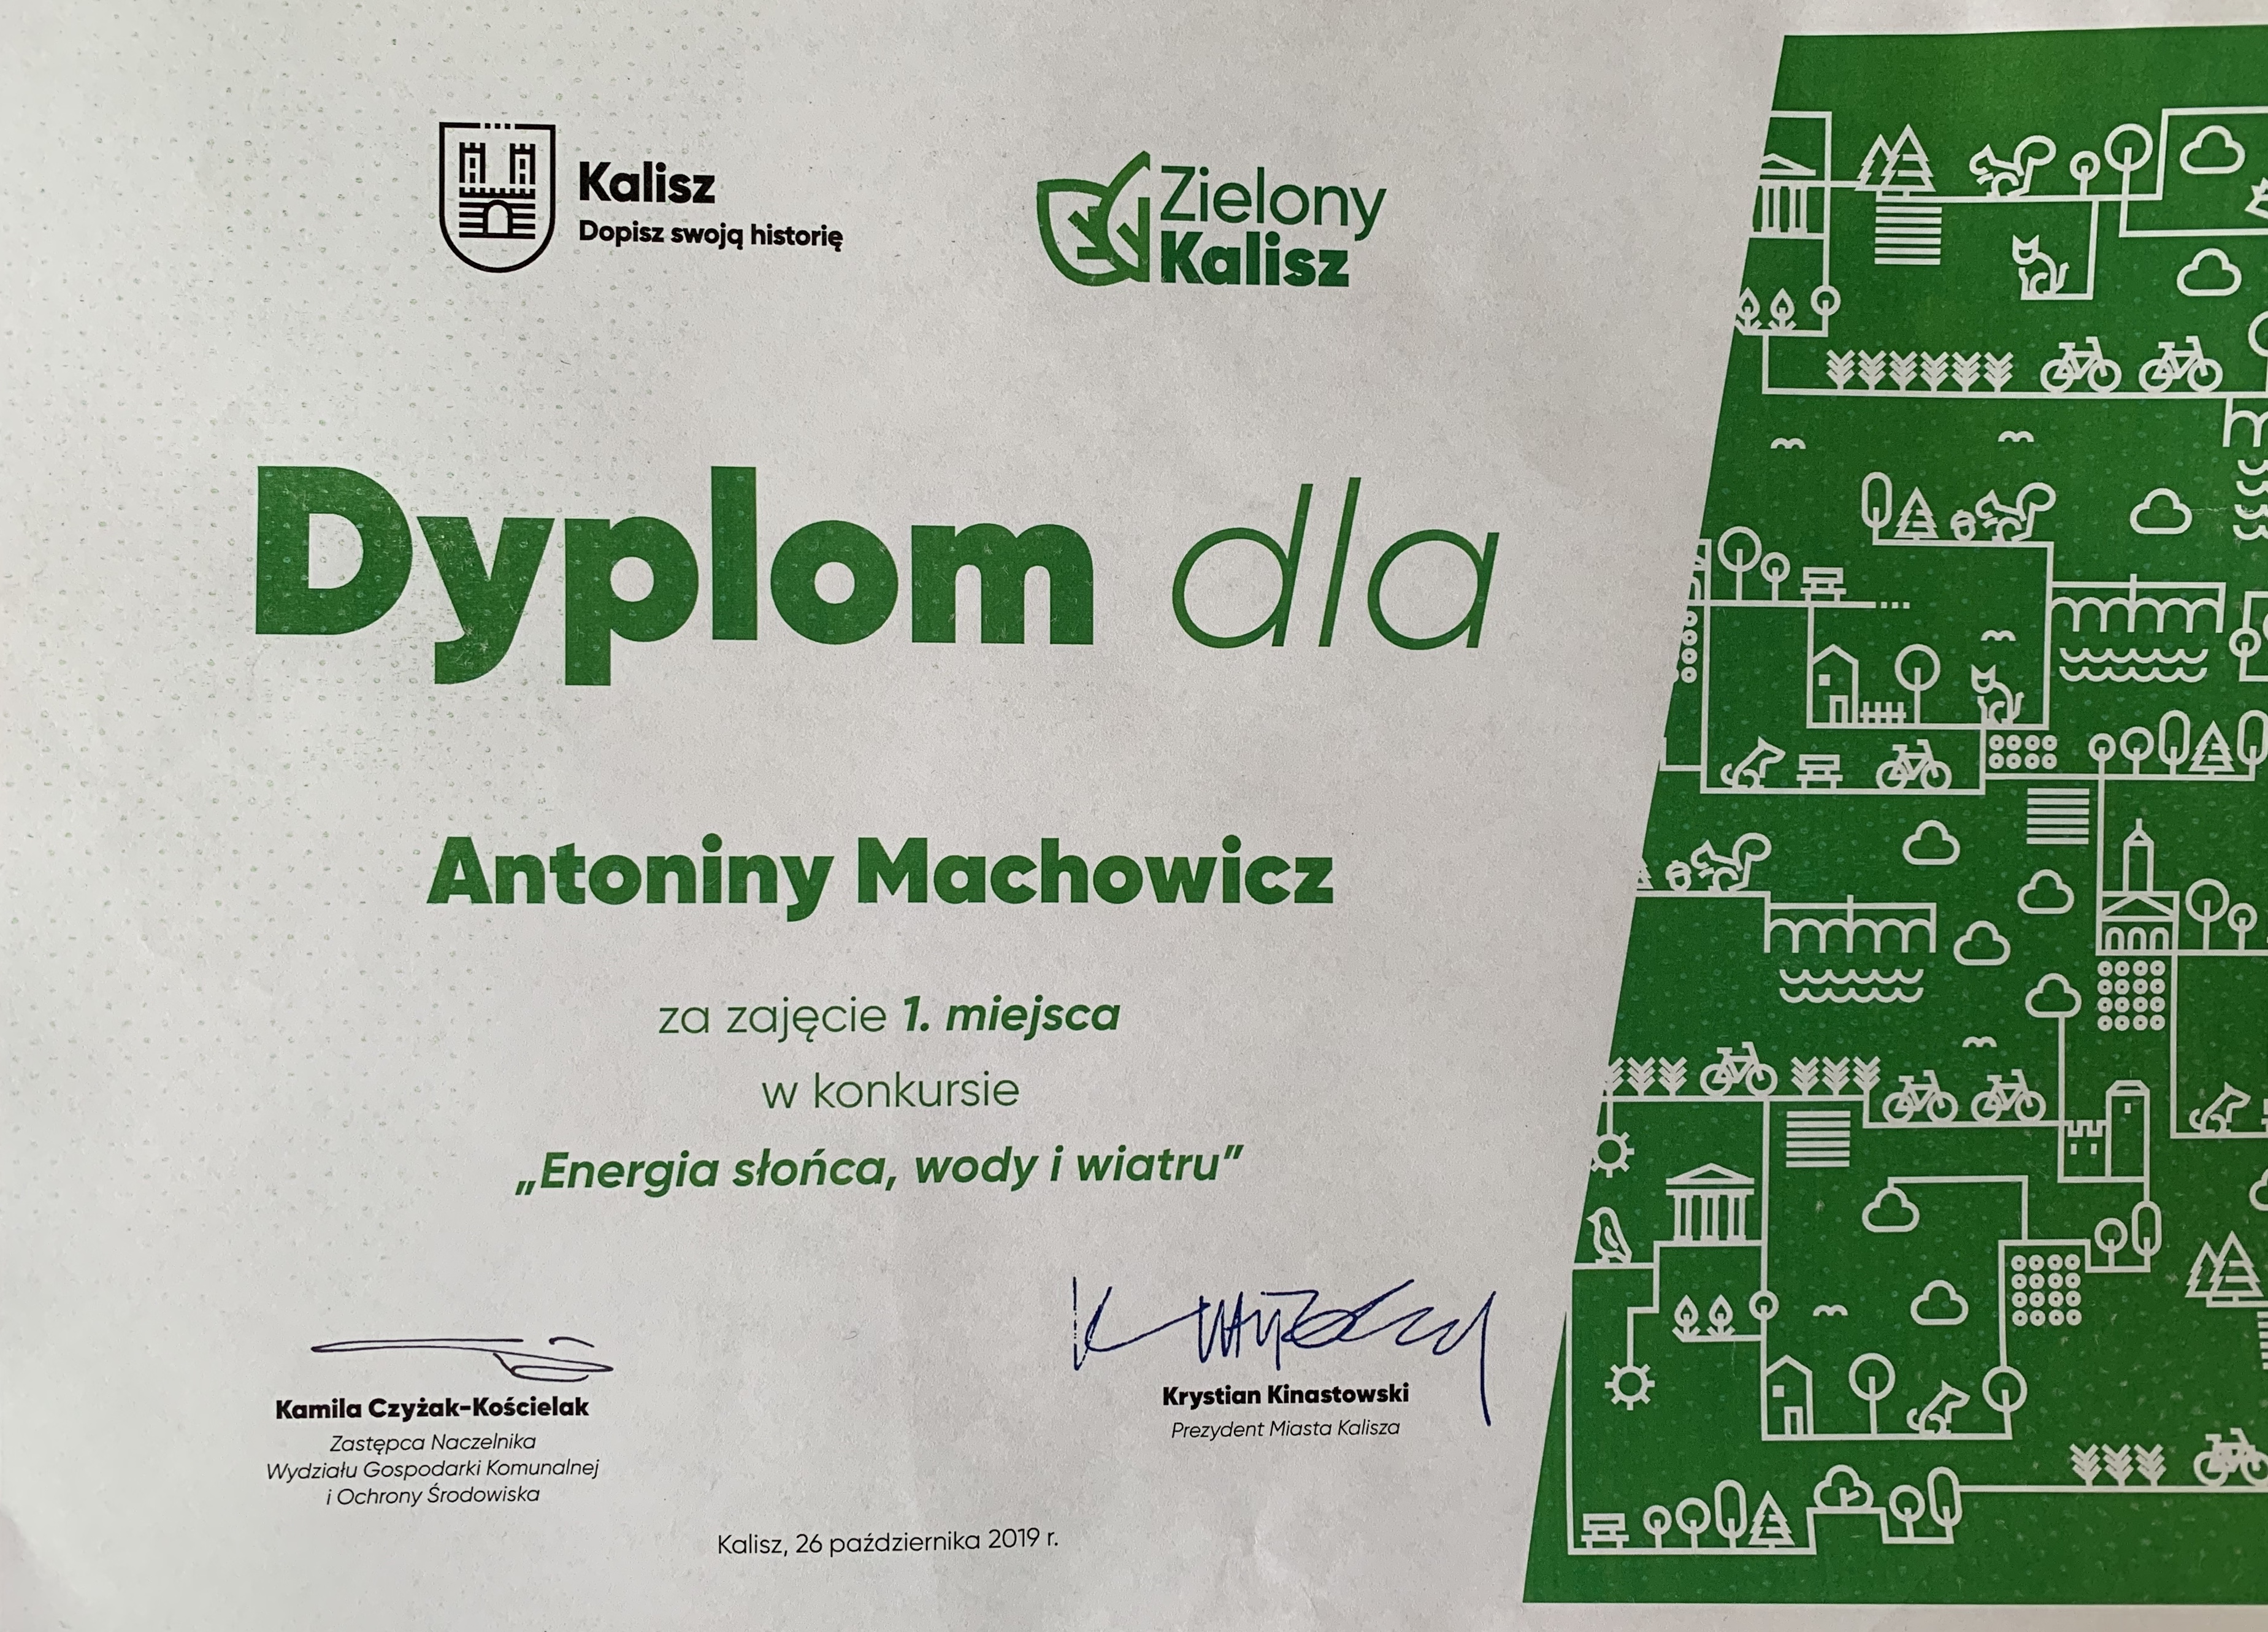 Kalisz
Dopisz swoją historię
Zielony
Kalisz
Dyplom dla
Antoniny Machowicz
za zajęcie 1. miejsca
w konkursie
„Energia słońca, wody i wiatru”
Kamila Czyżak-Kościelak
Zastępca Naczelnika
Wydziału Gospodarki Komunalnej
i Ochrony Środowiska
Krystian Kinastowski
Prezydent Miasta Kalisza
Kalisz, 26 października 2019 r.